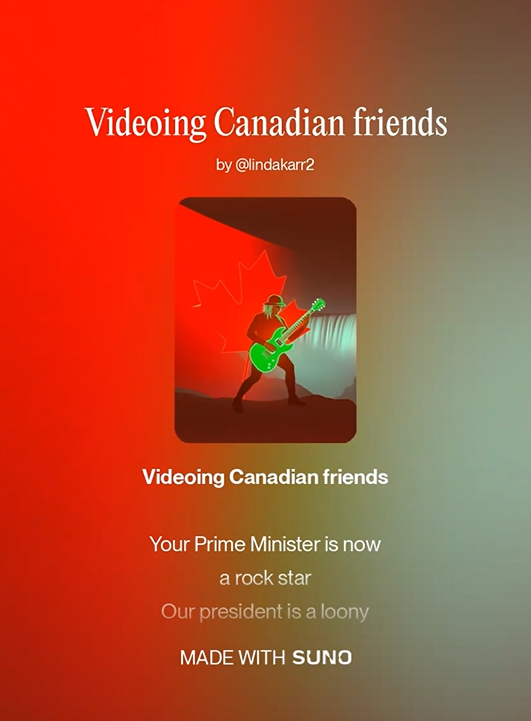 Videoing Canadian friends
by @lindakarr2
Videoing Canadian friends
Your Prime Minister is now
a rock star
Our president is a loony
MADE WITH SUNO